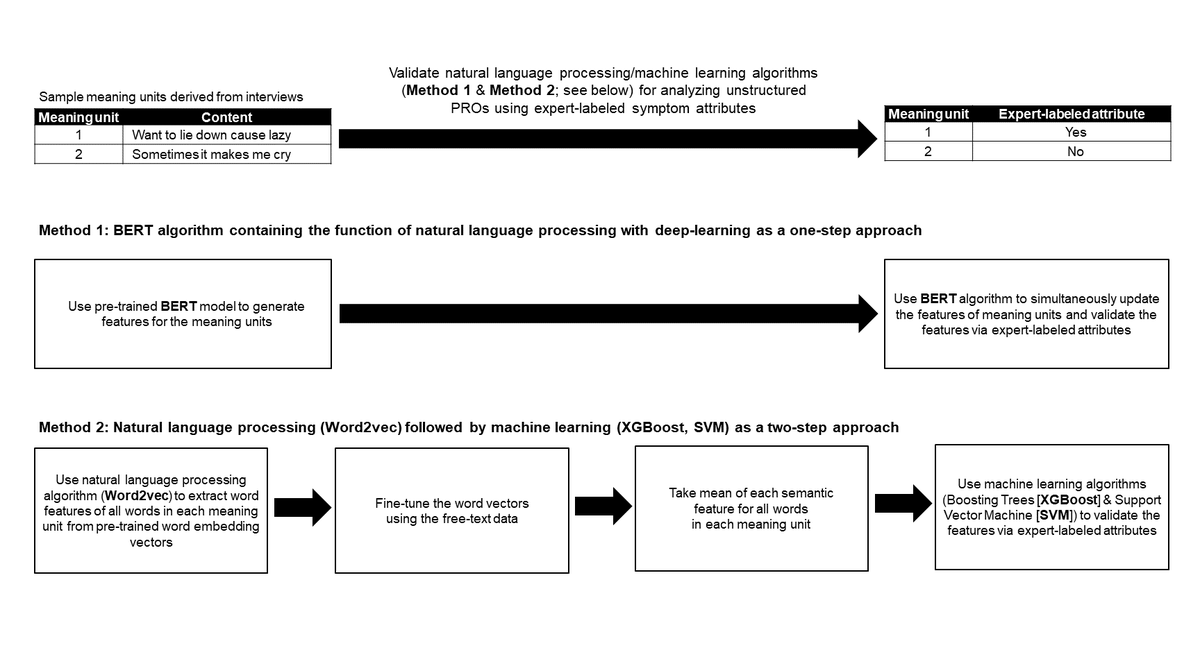 Validate natural language processing/machine learning algorithms
(Method 1 & Method 2; see below) for analyzing unstructured
PROs using expert-labeled symptom attributes
Sample meaning units derived from interviews
Meaning unit Content
1 Want to lie down cause lazy
2 Sometimes it makes me cry
Meaning unit Expert-labeled attribute
1 Yes
2 No
Method 1: BERT algorithm containing the function of natural language processing with deep-learning as a one-step approach
Use pre-trained BERT model to generate
features for the meaning units
Use BERT algorithm to simultaneously update
the features of meaning units and validate the
features via expert-labeled attributes
Method 2: Natural language processing (Word2vec) followed by machine learning (XGBoost, SVM) as a two-step approach
Use natural language processing
algorithm (Word2vec) to extract word
features of all words in each meaning
unit from pre-trained word embedding
vectors
Fine-tune the word vectors
using the free-text data
Take mean of each semantic
feature for all words
in each meaning unit
Use machine learning algorithms
(Boosting Trees [XGBoost] & Support
Vector Machine [SVM]) to validate the
features via expert-labeled attributes